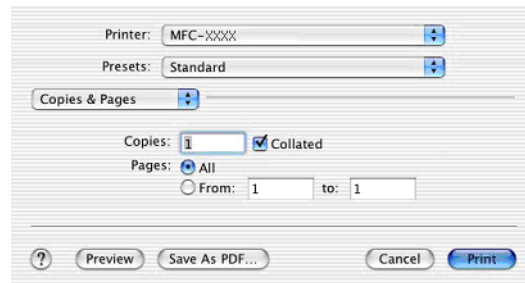 Printer: MFC-XXXX
Presets: Standard
Copies & Pages
Copies: 1 Collated
Pages: All
From: 1 to: 1
? Preview Save As PDF... Cancel Print